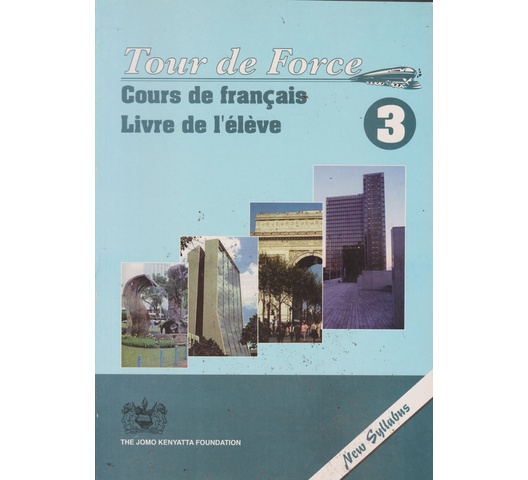 Tour de Force
Cours de français
Livre de l'élève
3
THE JOMO KENYATTA FOUNDATION
New Syllabus